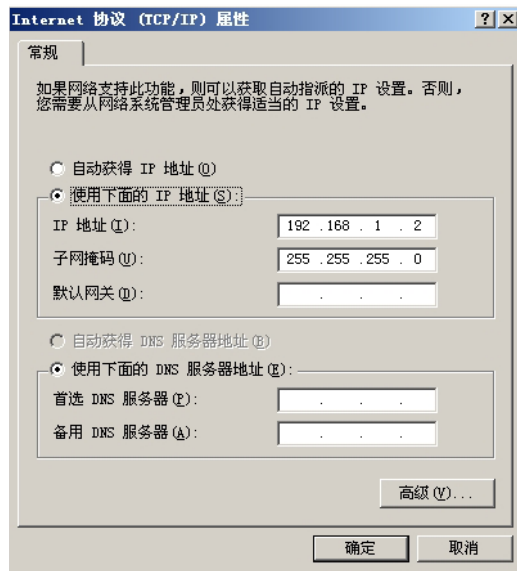 Internet 协议 (TCP/IP) 属性
常规
如果网络支持此功能，则可以获取自动指派的 IP 设置。否则，
您需要从网络系统管理员处获得适当的 IP 设置。
自动获得 IP 地址(O)
使用下面的 IP 地址(S):
IP 地址(I): 192 .168 . 1 . 2
子网掩码(U): 255 .255 .255 . 0
默认网关(D): . . .
自动获得 DNS 服务器地址(B)
使用下面的 DNS 服务器地址(E):
首选 DNS 服务器(P): . . .
备用 DNS 服务器(A): . . .
高级(V)...
确定 取消